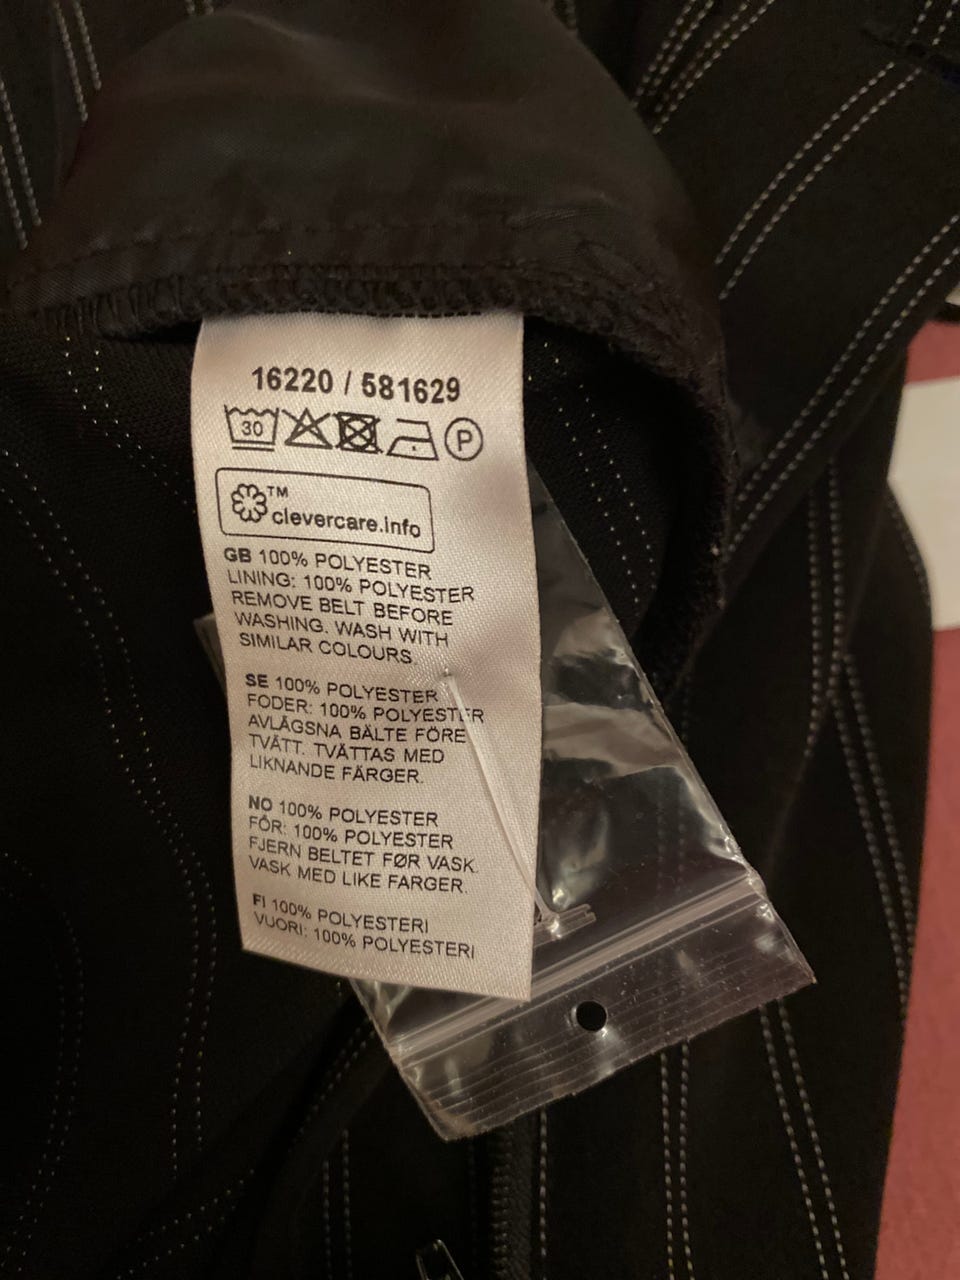 16220 / 581629
30 P
TM
clevercare.info
GB 100% POLYESTER
LINING: 100% POLYESTER
REMOVE BELT BEFORE
WASHING. WASH WITH
SIMILAR COLOURS.
SE 100% POLYESTER
FODER: 100% POLYESTER
AVLÄGSNA BÄLTE FÖRE
TVÄTT. TVÄTTAS MED
LIKNANDE FÄRGER.
NO 100% POLYESTER
FÔR: 100% POLYESTER
FJERN BELTET FØR VASK.
VASK MED LIKE FARGER.
FI 100% POLYESTERI
VUORI: 100% POLYESTERI